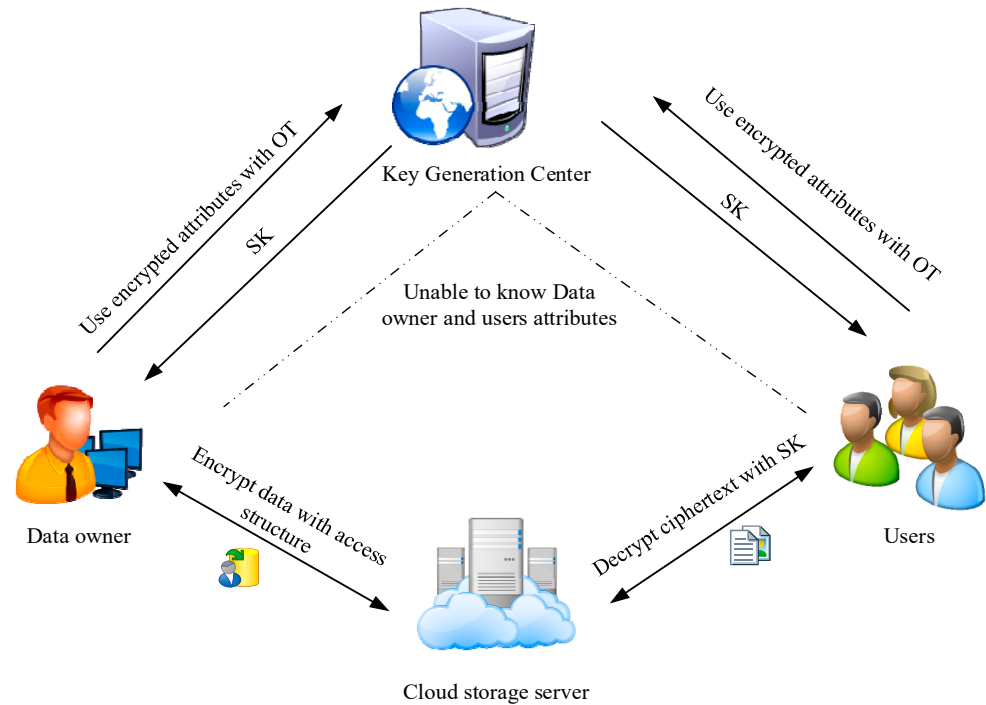 Key Generation Center
Use encrypted attributes with OT
SK
SK
Use encrypted attributes with OT
Unable to know Data
owner and users attributes
Data owner
Encrypt data with access
structure
Decrypt ciphertext with SK
Users
Cloud storage server